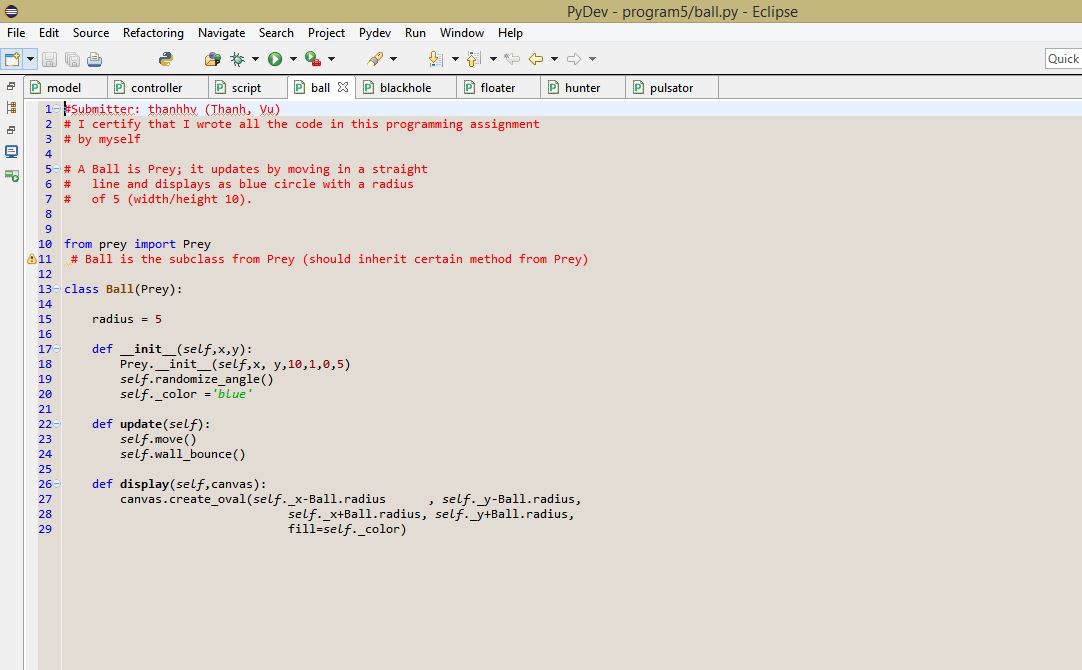 PyDev - program5/ball.py - Eclipse
File Edit Source Refactoring Navigate Search Project Pydev Run Window Help
Quick
model controller script ball blackhole floater hunter pulsator
1 #Submitter: thanhhv (Thanh, Vu)
2 # I certify that I wrote all the code in this programming assignment
3 # by myself
4
5 # A Ball is Prey; it updates by moving in a straight
6 #   line and displays as blue circle with a radius
7 #   of 5 (width/height 10).
8
9
10 from prey import Prey
11  # Ball is the subclass from Prey (should inherit certain method from Prey)
12
13 class Ball(Prey):
14
15     radius = 5
16
17     def __init__(self,x,y):
18         Prey.__init__(self,x, y,10,1,0,5)
19         self.randomize_angle()
20         self._color ='blue'
21
22     def update(self):
23         self.move()
24         self.wall_bounce()
25
26     def display(self,canvas):
27         canvas.create_oval(self._x-Ball.radius      , self._y-Ball.radius,
28                                 self._x+Ball.radius, self._y+Ball.radius,
29                                 fill=self._color)